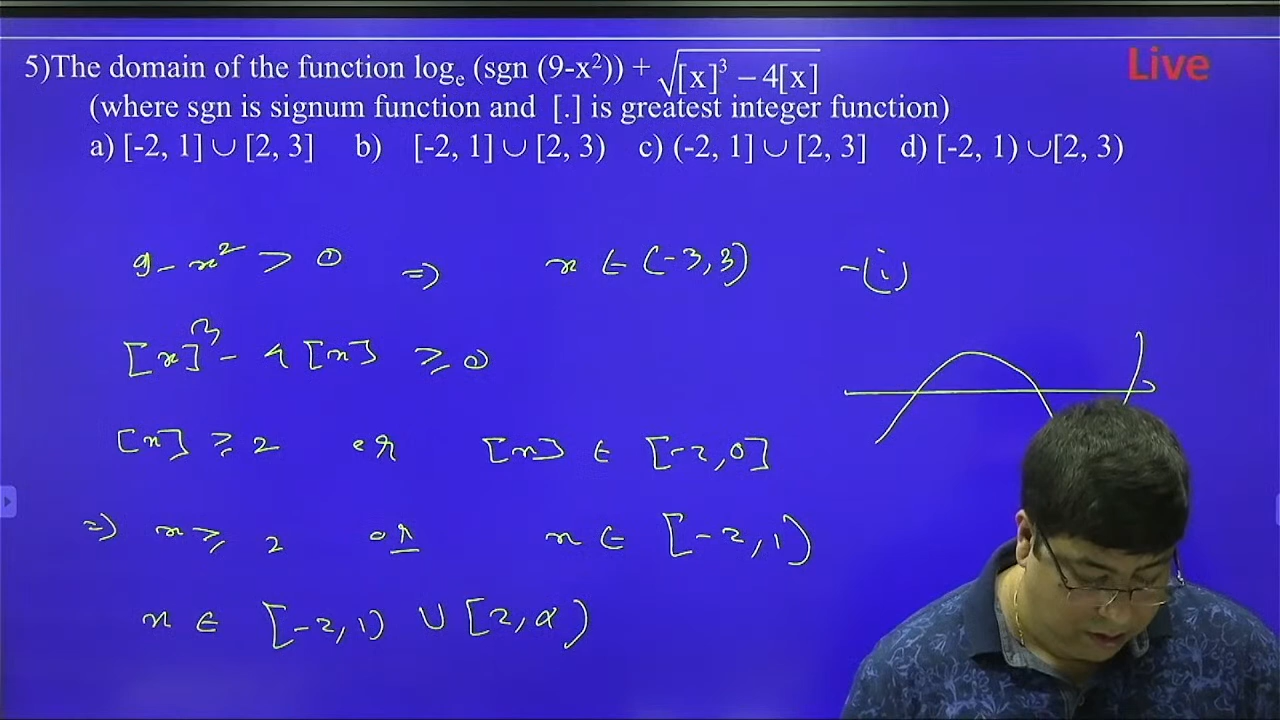 5)The domain of the function logₑ (sgn (9-x²)) + √[x]³ – 4[x]
Live
(where sgn is signum function and [.] is greatest integer function)
a) [-2, 1] ∪ [2, 3] b) [-2, 1] ∪ [2, 3) c) (-2, 1] ∪ [2, 3] d) [-2, 1) ∪[2, 3)
9 - x² > 0 ⇒ x ∈ (-3, 3) -(i)
[x]³ - 4 [x] ≥ 0
[x] ≥ 2 or [x] ∈ [-2, 0]
⇒ x ≥ 2 or x ∈ [-2, 1)
x ∈ [-2, 1) ∪ [2, ∝)